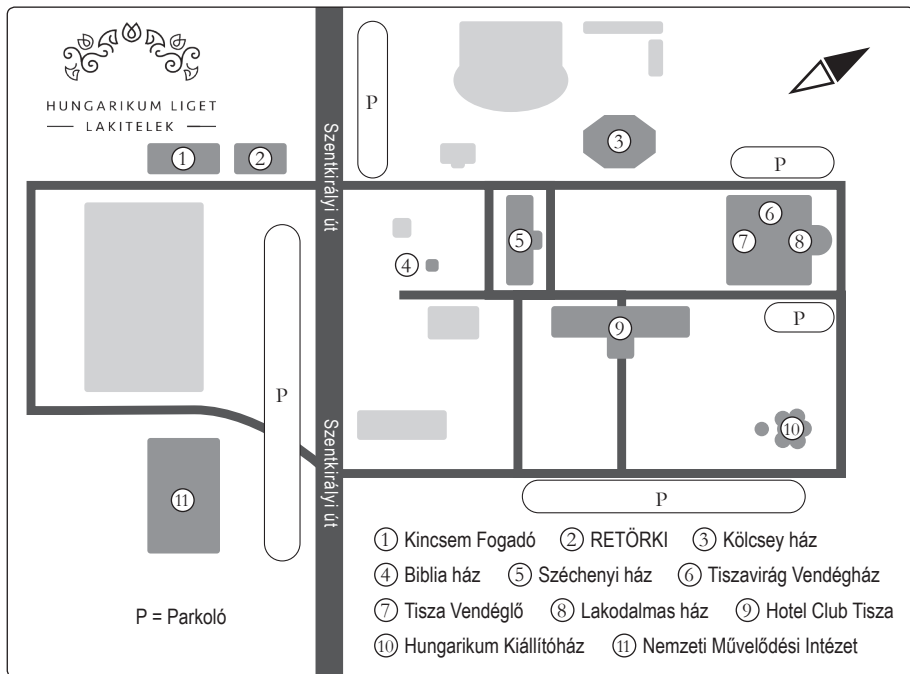 HUNGARIKUM LIGET
LAKITELEK
Szentkirályi út
P
3
1
2
P
6
5
7
8
4
P
9
P
Szentkirályi út
10
11
P
P = Parkoló
1 Kincsem Fogadó 2 RETÖRKI 3 Kölcsey ház
4 Biblia ház 5 Széchenyi ház 6 Tiszavirág Vendégház
7 Tisza Vendéglő 8 Lakodalmas ház 9 Hotel Club Tisza
10 Hungarikum Kiállítóház 11 Nemzeti Művelődési Intézet